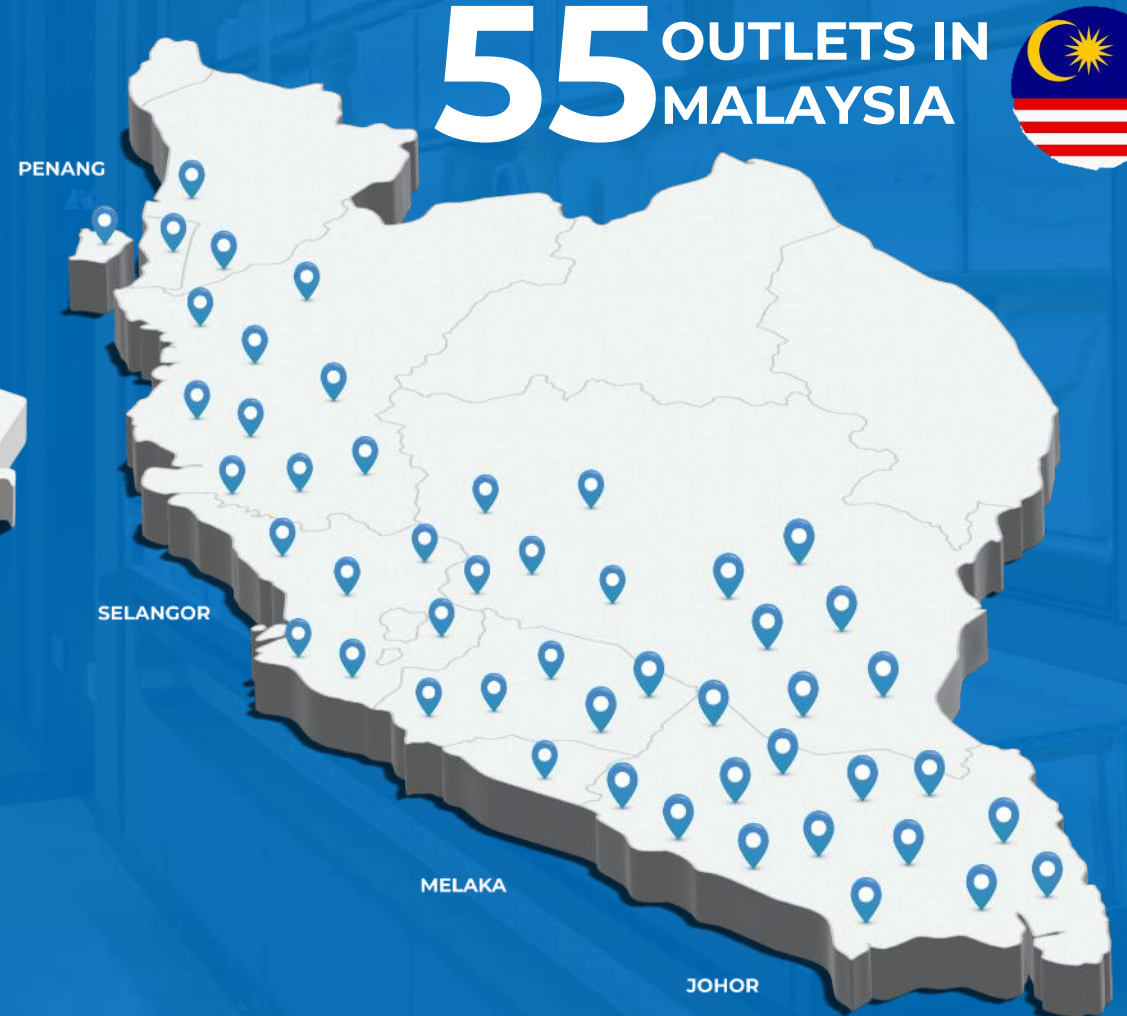 55 OUTLETS IN
MALAYSIA
PENANG
SELANGOR
MELAKA
JOHOR